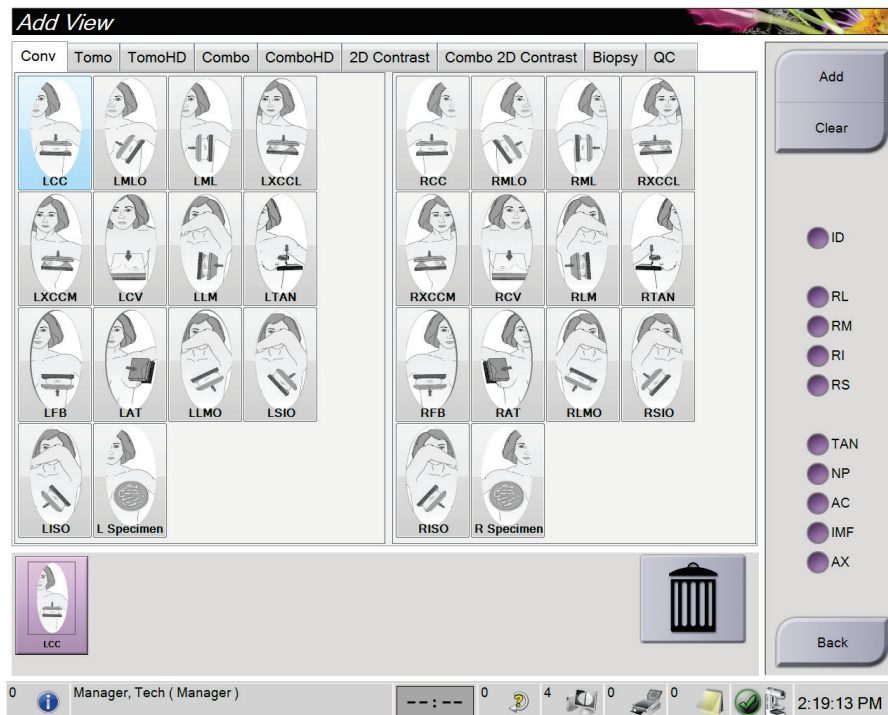 Add View
Conv Tomo TomoHD Combo ComboHD 2D Contrast Combo 2D Contrast Biopsy QC
LCC LMLO LML LXCCL RCC RMLO RML RXCCL
LXCCM LCV LLM LTAN RXCCM RCV RLM RTAN
LFB LAT LLMO LSIO RFB RAT RLMO RSIO
LISO L Specimen RISO R Specimen
LCC
Add
Clear
ID
RL
RM
RI
RS
TAN
NP
AC
IMF
AX
Back
0 Manager, Tech ( Manager ) --:-- 0 4 0 0 2:19:13 PM